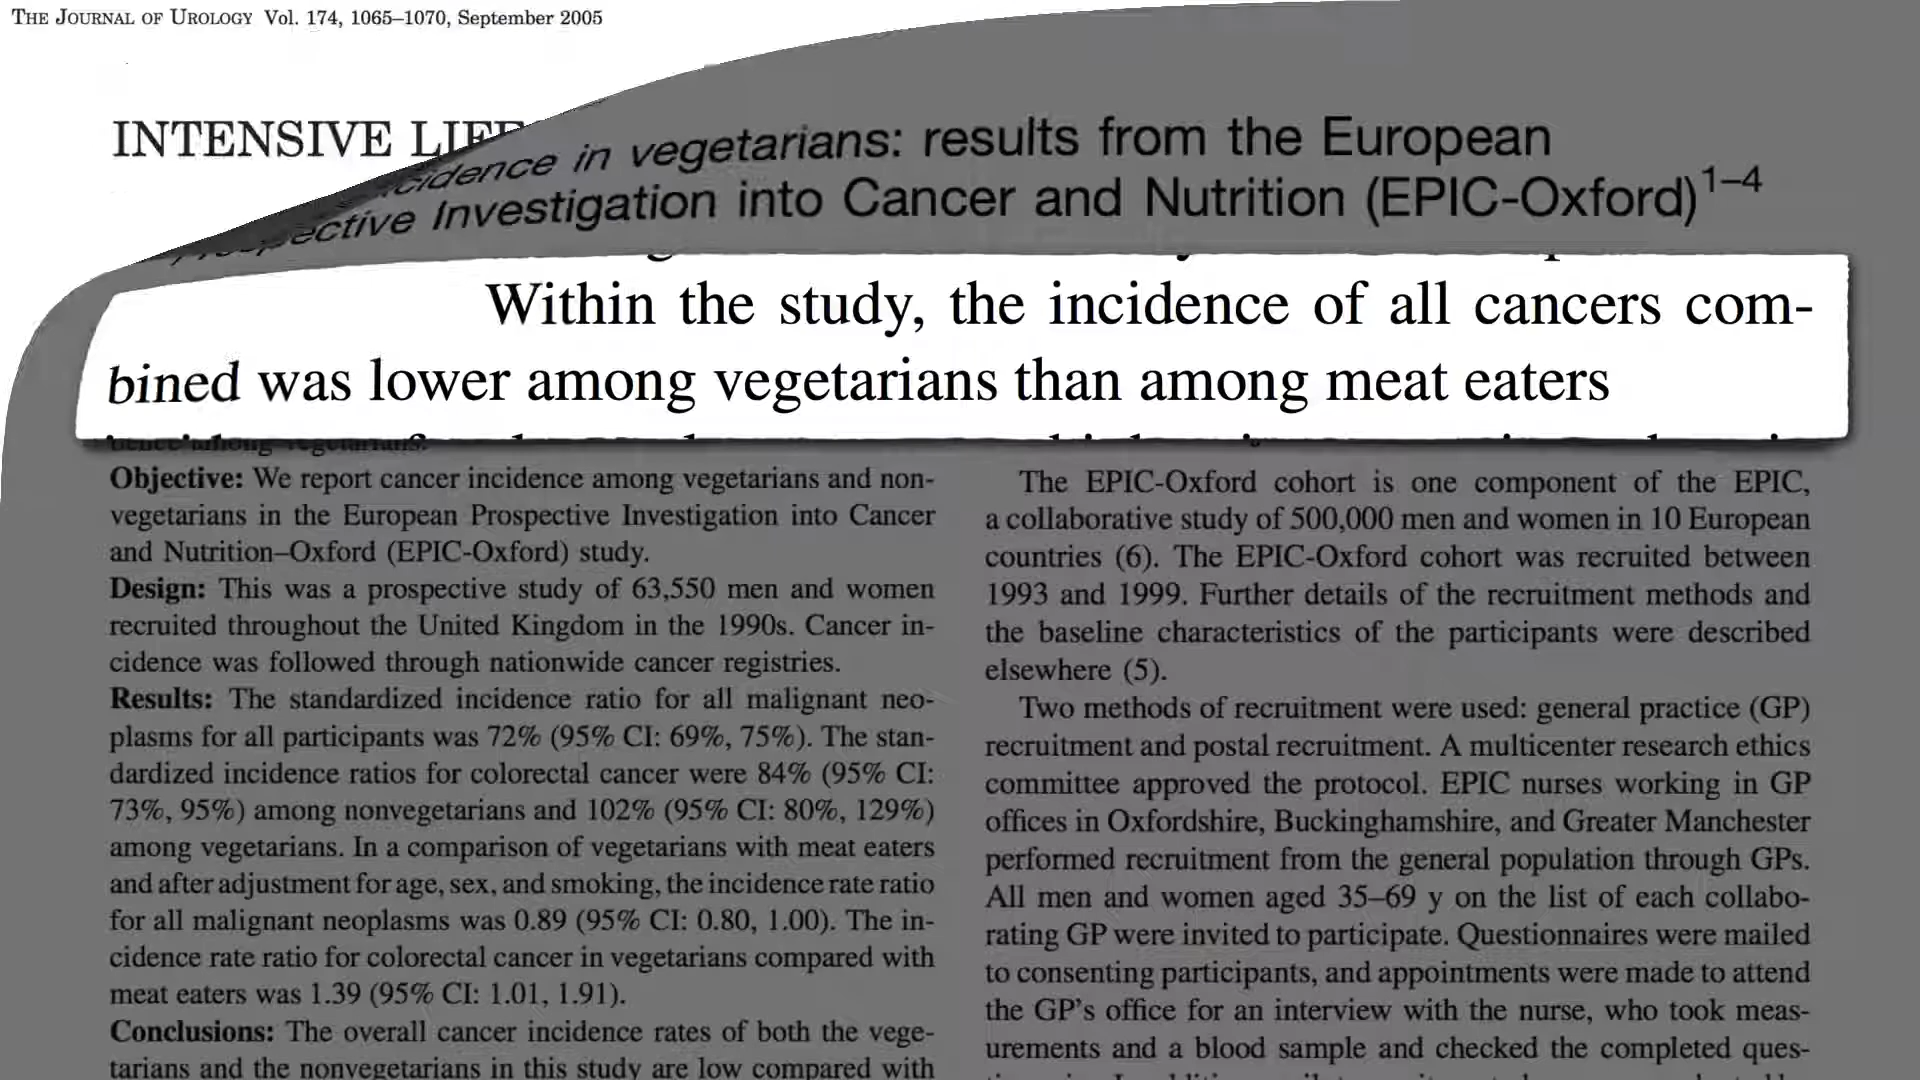 THE JOURNAL OF UROLOGY Vol. 174, 1065–1070, September 2005
INTENSIVE
in vegetarians: results from the European
Investigation into Cancer and Nutrition (EPIC-Oxford)1–4
Within the study, the incidence of all cancers com-
bined was lower among vegetarians than among meat eaters
Objective: We report cancer incidence among vegetarians and non-
vegetarians in the European Prospective Investigation into Cancer
and Nutrition–Oxford (EPIC-Oxford) study.
Design: This was a prospective study of 63,550 men and women
recruited throughout the United Kingdom in the 1990s. Cancer in-
cidence was followed through nationwide cancer registries.
Results: The standardized incidence ratio for all malignant neo-
plasms for all participants was 72% (95% CI: 69%, 75%). The stan-
dardized incidence ratios for colorectal cancer were 84% (95% CI:
73%, 95%) among nonvegetarians and 102% (95% CI: 80%, 129%)
among vegetarians. In a comparison of vegetarians with meat eaters
and after adjustment for age, sex, and smoking, the incidence rate ratio
for all malignant neoplasms was 0.89 (95% CI: 0.80, 1.00). The in-
cidence rate ratio for colorectal cancer in vegetarians compared with
meat eaters was 1.39 (95% CI: 1.01, 1.91).
Conclusions: The overall cancer incidence rates of both the vege-
tarians and the nonvegetarians in this study are low compared with
The EPIC-Oxford cohort is one component of the EPIC,
a collaborative study of 500,000 men and women in 10 European
countries (6). The EPIC-Oxford cohort was recruited between
1993 and 1999. Further details of the recruitment methods and
the baseline characteristics of the participants were described
elsewhere (5).
Two methods of recruitment were used: general practice (GP)
recruitment and postal recruitment. A multicenter research ethics
committee approved the protocol. EPIC nurses working in GP
offices in Oxfordshire, Buckinghamshire, and Greater Manchester
performed recruitment from the general population through GPs.
All men and women aged 35–69 y on the list of each collabo-
rating GP were invited to participate. Questionnaires were mailed
to consenting participants, and appointments were made to attend
the GP's office for an interview with the nurse, who took meas-
urements and a blood sample and checked the completed ques-